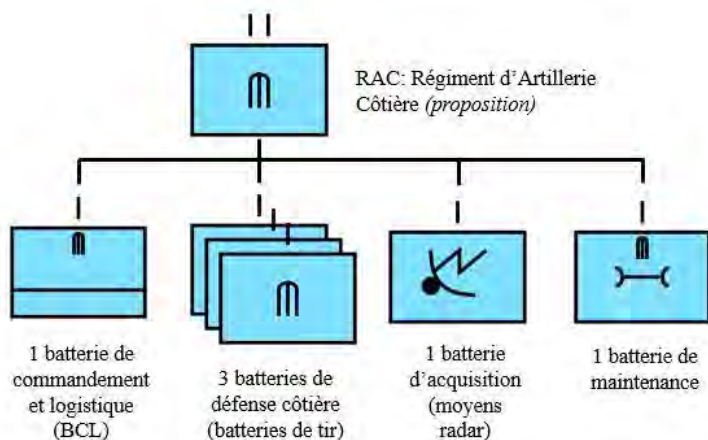 RAC: Régiment d’Artillerie
Côtière (proposition)
1 batterie de
commandement
et logistique
(BCL)
3 batteries de
défense côtière
(batteries de tir)
1 batterie
d’acquisition
(moyens
radar)
1 batterie de
maintenance